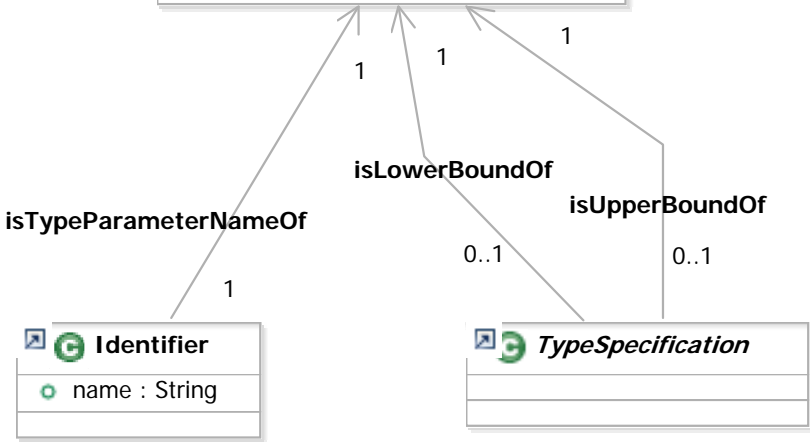 1
1
1
isLowerBoundOf
isUpperBoundOf
isTypeParameterNameOf
0..1
0..1
1
C Identifier
C TypeSpecification
name : String